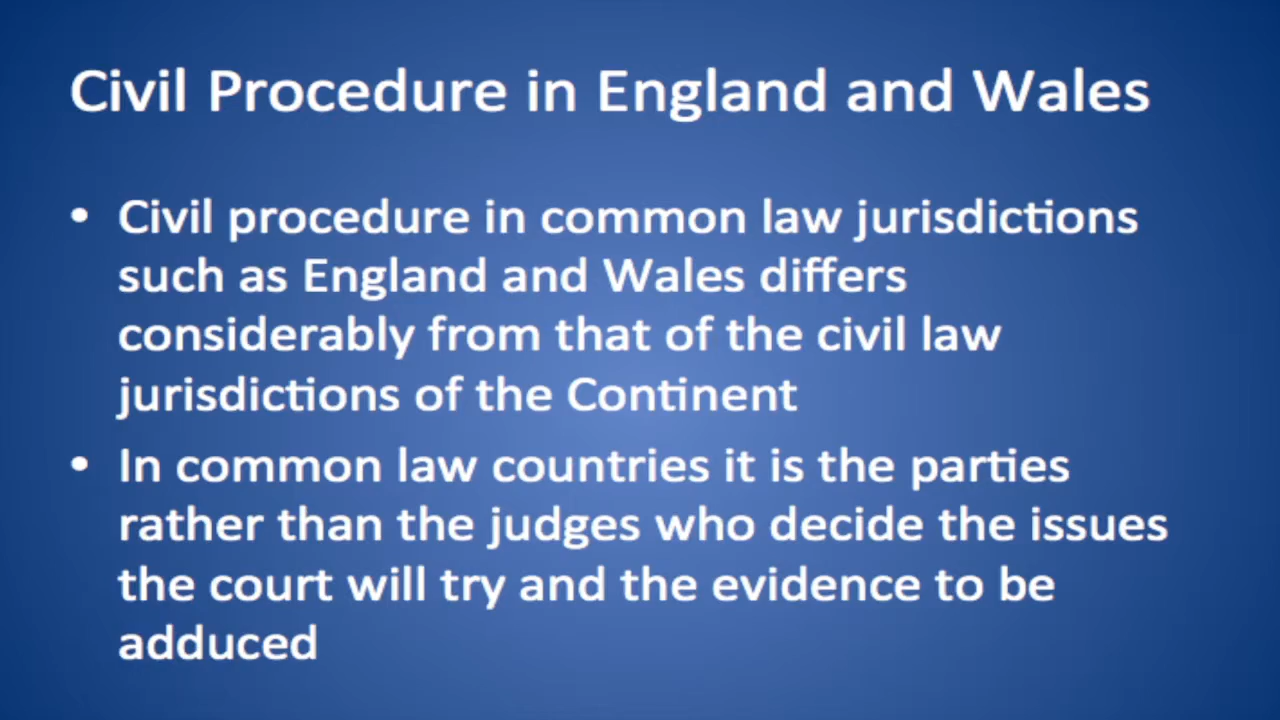 Civil Procedure in England and Wales
• Civil procedure in common law jurisdictions
such as England and Wales differs
considerably from that of the civil law
jurisdictions of the Continent
• In common law countries it is the parties
rather than the judges who decide the issues
the court will try and the evidence to be
adduced